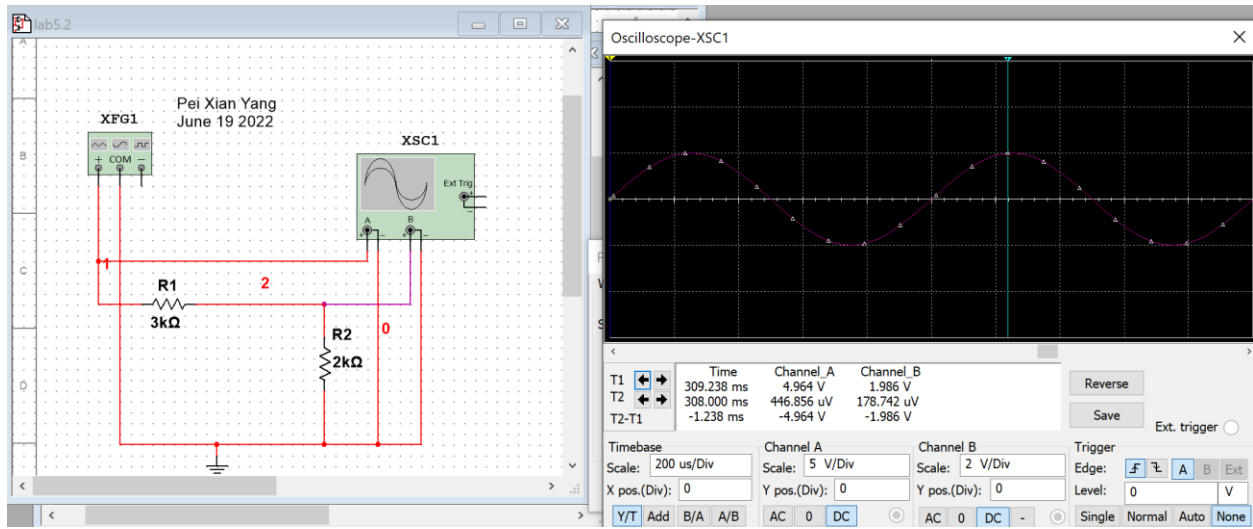 lab5.2
Oscilloscope-XSC1
A
B
C
D
Pei Xian Yang
June 19 2022
XFG1
+ COM −
XSC1
Ext Trig
+
−
A
B
+ − + −
1
2
0
R1
3kΩ
R2
2kΩ
Time Channel_A Channel_B
T1 309.238 ms 4.964 V 1.986 V
T2 308.000 ms 446.856 uV 178.742 uV
T2-T1 -1.238 ms -4.964 V -1.986 V
Reverse
Save
Ext. trigger
Timebase
Scale: 200 us/Div
X pos.(Div): 0
Y/T Add B/A A/B
Channel A
Scale: 5 V/Div
Y pos.(Div): 0
AC 0 DC
Channel B
Scale: 2 V/Div
Y pos.(Div): 0
AC 0 DC -
Trigger
Edge: A B Ext
Level: 0 V
Single Normal Auto None